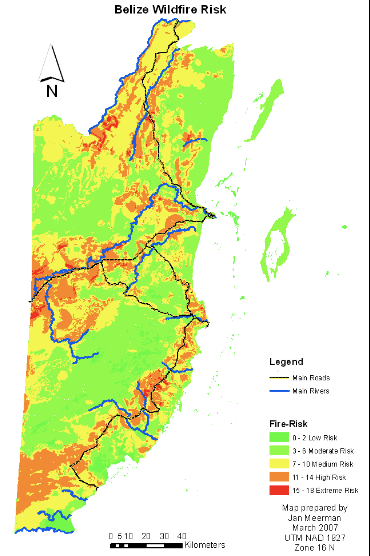 Belize Wildfire Risk
N
Legend
Main Roads
Main Rivers
Fire-Risk
0 - 2 Low Risk
3 - 6 Moderate Risk
7 - 10 Medium Risk
11 - 14 High Risk
15 - 18 Extreme Risk
Map prepared by
Jan Meerman
March 2007
UTM NAD 1927
Zone 16 N
0 5 10 20 30 40
Kilometers